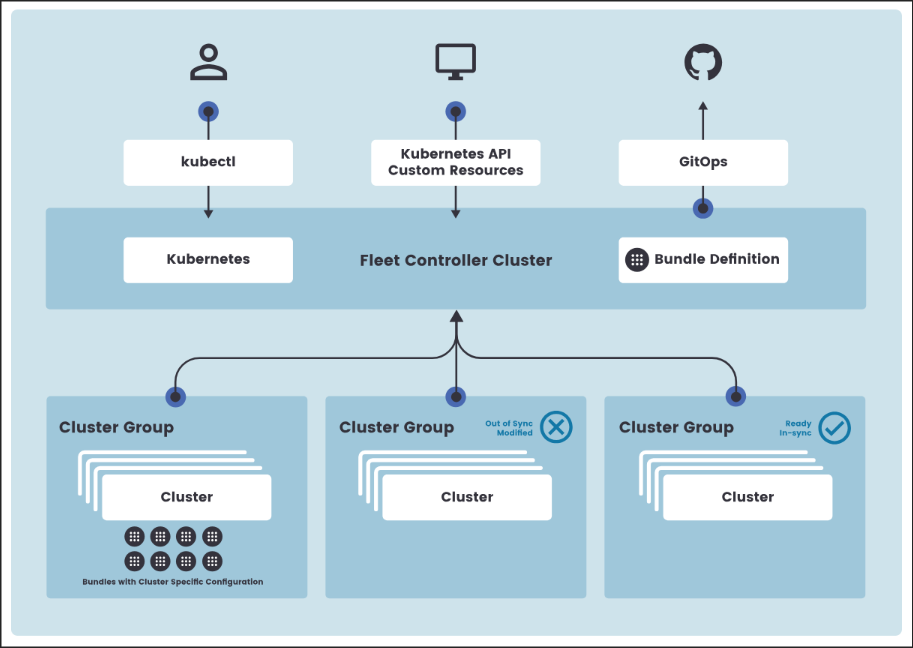 kubectl
Kubernetes API
Custom Resources
GitOps
Kubernetes
Fleet Controller Cluster
Bundle Definition
Cluster Group
Cluster
Bundles with Cluster Specific Configuration
Cluster Group
Out of Sync
Modified
Cluster
Cluster Group
Ready
In-sync
Cluster